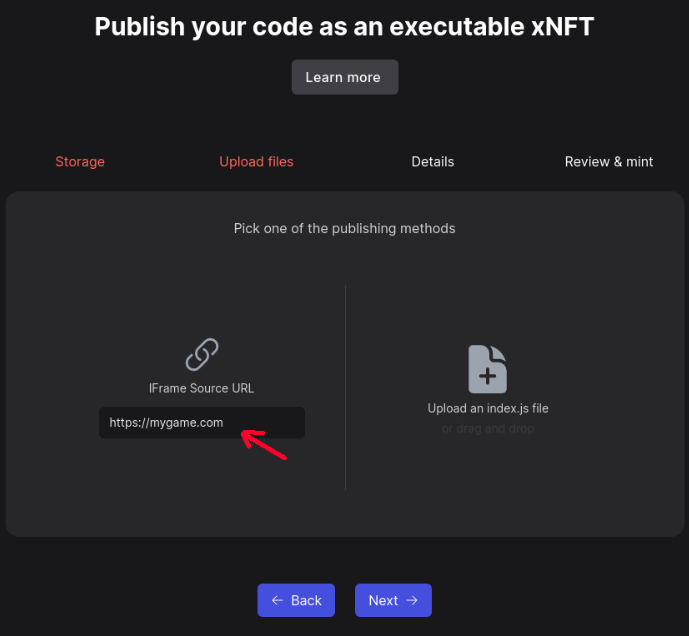 Publish your code as an executable xNFT
Learn more
Storage
Upload files
Details
Review & mint
Pick one of the publishing methods
IFrame Source URL
https://mygame.com
Upload an index.js file
or drag and drop
← Back
Next →